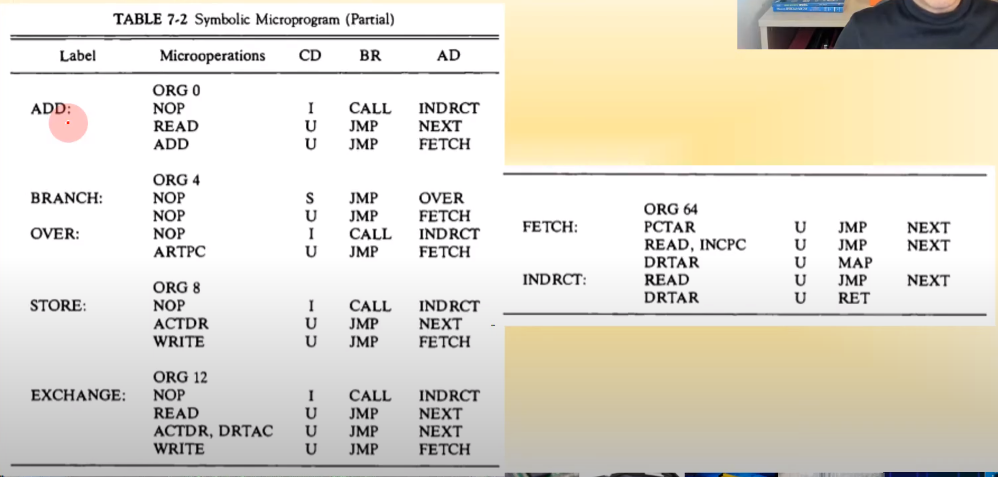 TABLE 7-2 Symbolic Microprogram (Partial)
Label Microoperations CD BR AD
ORG 0
ADD: NOP I CALL INDRCT
READ U JMP NEXT
ADD U JMP FETCH
ORG 4
BRANCH: NOP S JMP OVER
NOP U JMP FETCH
OVER: NOP I CALL INDRCT
ARTPC U JMP FETCH
ORG 8
STORE: NOP I CALL INDRCT
ACTDR U JMP NEXT
WRITE U JMP FETCH
ORG 12
EXCHANGE: NOP I CALL INDRCT
READ U JMP NEXT
ACTDR, DRTAC U JMP NEXT
WRITE U JMP FETCH
ORG 64
FETCH: PCTAR U JMP NEXT
READ, INCPC U JMP NEXT
DRTAR U MAP
INDRCT: READ U JMP NEXT
DRTAR U RET